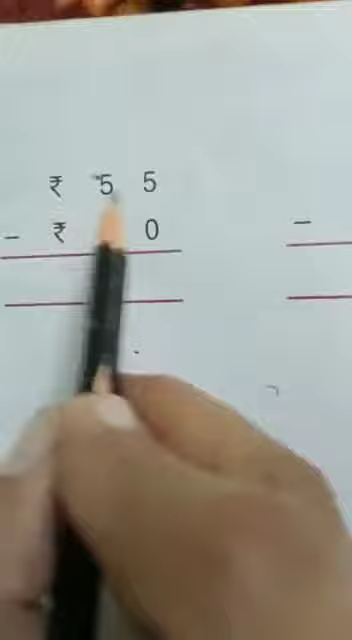 ₹ 5 5
- ₹ 0
-